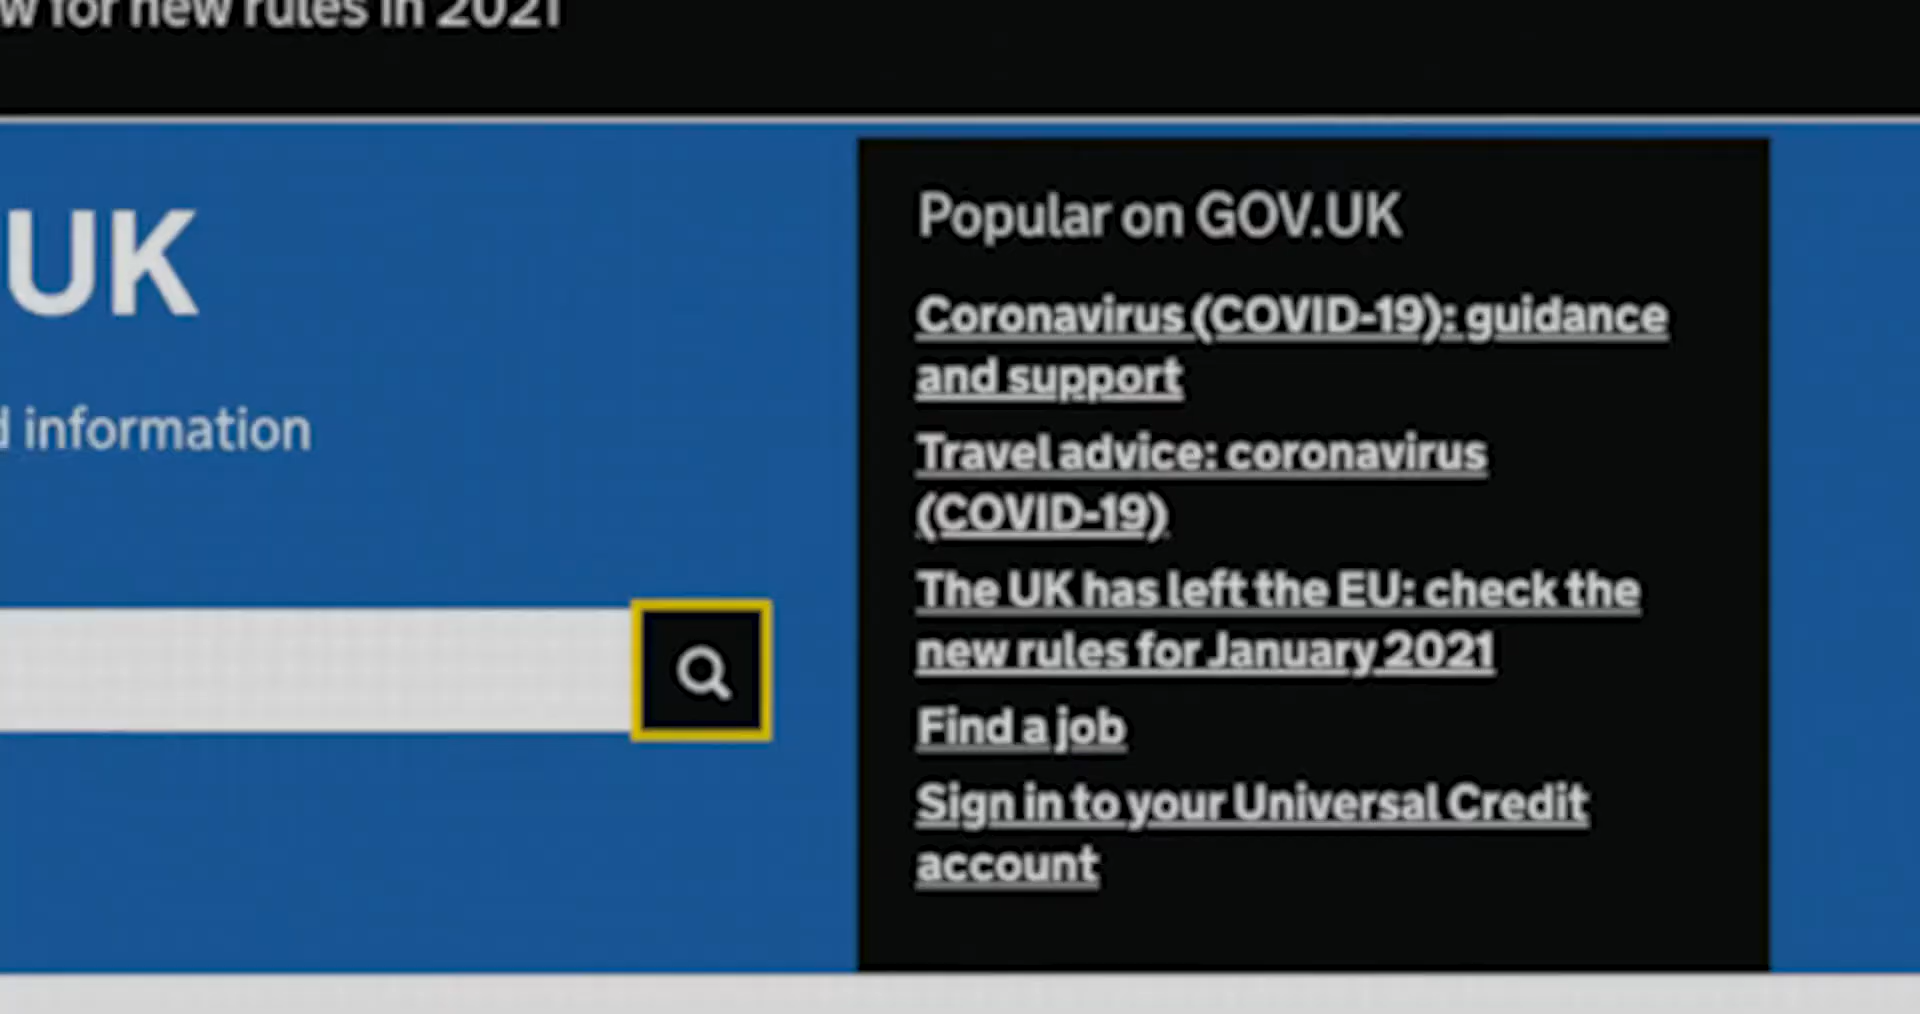 for new rules in 2021
UK
information
Popular on GOV.UK
Coronavirus (COVID-19): guidance
and support
Travel advice: coronavirus
(COVID-19)
The UK has left the EU: check the
new rules for January 2021
Find a job
Sign in to your Universal Credit
account